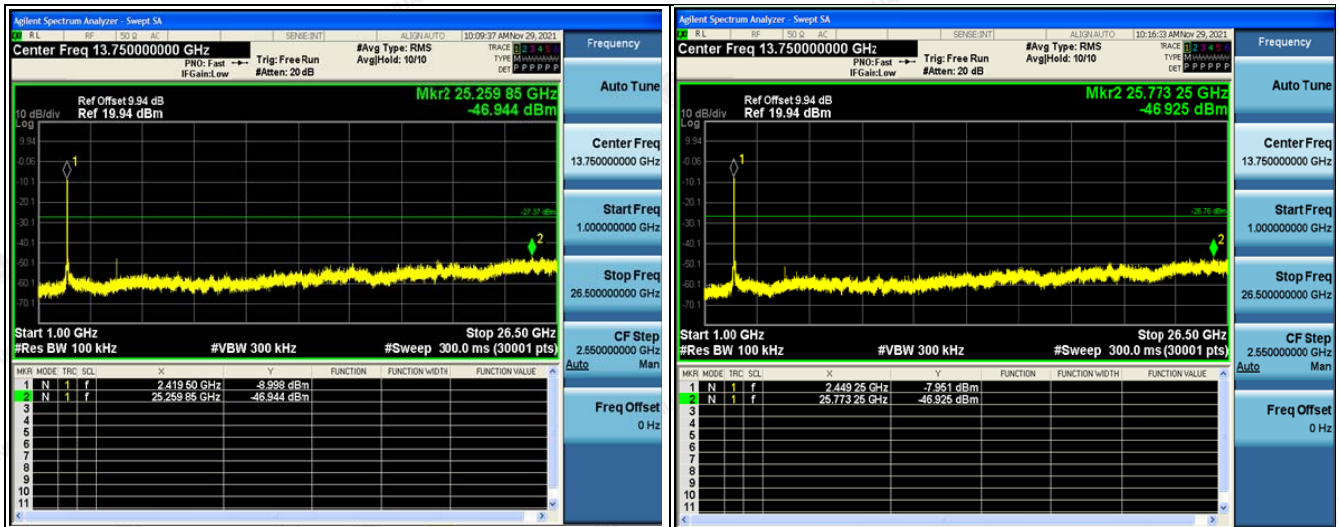 Agilent Spectrum Analyzer - Swept SA
RL RF 50 Ω AC SENSE:INT ALIGN AUTO 10:09:37 AM Nov 29, 2021
Center Freq 13.750000000 GHz
PNO: Fast Trig: Free Run #Avg Type: RMS TRACE 1 2 3 4 5 6
IFGain:Low #Atten: 20 dB Avg|Hold: 10/10 TYPE M
DET P P P P P P
Mkr2 25.259 85 GHz
-46.944 dBm
Ref Offset 9.94 dB
10 dB/div Ref 19.94 dBm
Log
9.94
-0.06
-10.1
-20.1
-30.1
-40.1
-50.1
-60.1
-70.1
1
-27.37 dBm
2
Start 1.00 GHz Stop 26.50 GHz
#Res BW 100 kHz #VBW 300 kHz #Sweep 300.0 ms (30001 pts)
MKR MODE TRC SCL X Y FUNCTION FUNCTION WIDTH FUNCTION VALUE
1 N 1 f 2.419 50 GHz -8.998 dBm
2 N 1 f 25.259 85 GHz -46.944 dBm
3
4
5
6
7
8
9
10
11
Frequency
Auto Tune
Center Freq
13.750000000 GHz
Start Freq
1.000000000 GHz
Stop Freq
26.500000000 GHz
CF Step
2.550000000 GHz
Auto Man
Freq Offset
0 Hz
Agilent Spectrum Analyzer - Swept SA
RL RF 50 Ω AC SENSE:INT ALIGN AUTO 10:16:33 AM Nov 29, 2021
Center Freq 13.750000000 GHz
PNO: Fast Trig: Free Run #Avg Type: RMS TRACE 1 2 3 4 5 6
IFGain:Low #Atten: 20 dB Avg|Hold: 10/10 TYPE M
DET P P P P P P
Mkr2 25.773 25 GHz
-46.925 dBm
Ref Offset 9.94 dB
10 dB/div Ref 19.94 dBm
Log
9.94
-0.06
-10.1
-20.1
-30.1
-40.1
-50.1
-60.1
-70.1
1
-26.76 dBm
2
Start 1.00 GHz Stop 26.50 GHz
#Res BW 100 kHz #VBW 300 kHz #Sweep 300.0 ms (30001 pts)
MKR MODE TRC SCL X Y FUNCTION FUNCTION WIDTH FUNCTION VALUE
1 N 1 f 2.449 25 GHz -7.951 dBm
2 N 1 f 25.773 25 GHz -46.925 dBm
3
4
5
6
7
8
9
10
11
Frequency
Auto Tune
Center Freq
13.750000000 GHz
Start Freq
1.000000000 GHz
Stop Freq
26.500000000 GHz
CF Step
2.550000000 GHz
Auto Man
Freq Offset
0 Hz